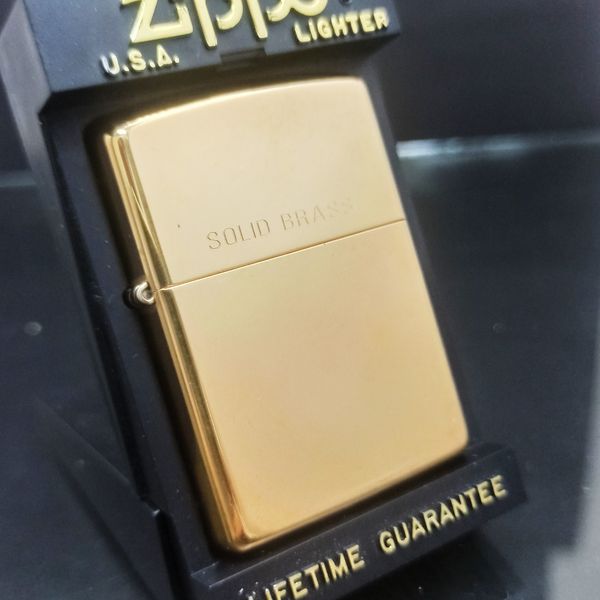 Zippo
U.S.A. LIGHTER
SOLID BRASS
LIFETIME GUARANTEE